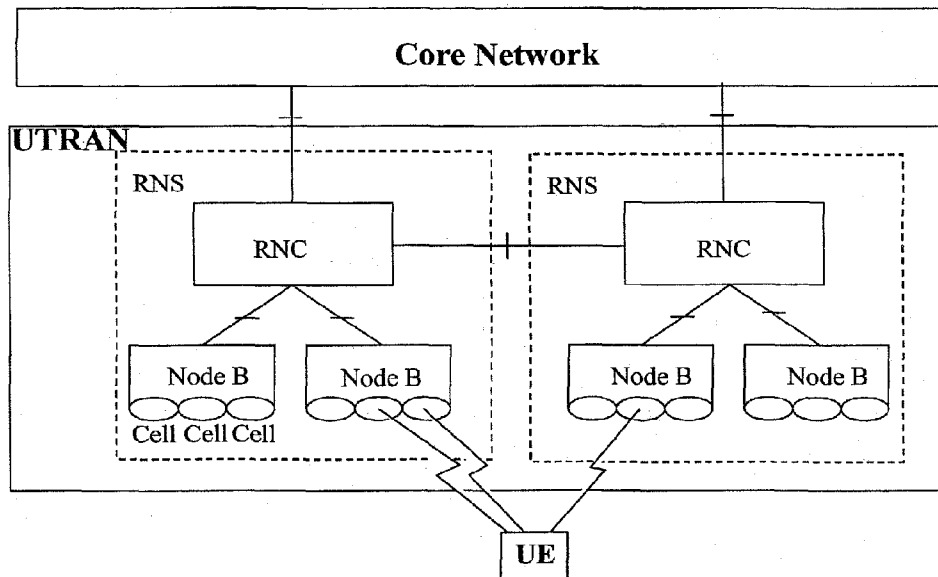 Core Network
UTRAN
RNS
RNS
RNC
RNC
Node B
Node B
Node B
Node B
Cell Cell Cell
UE